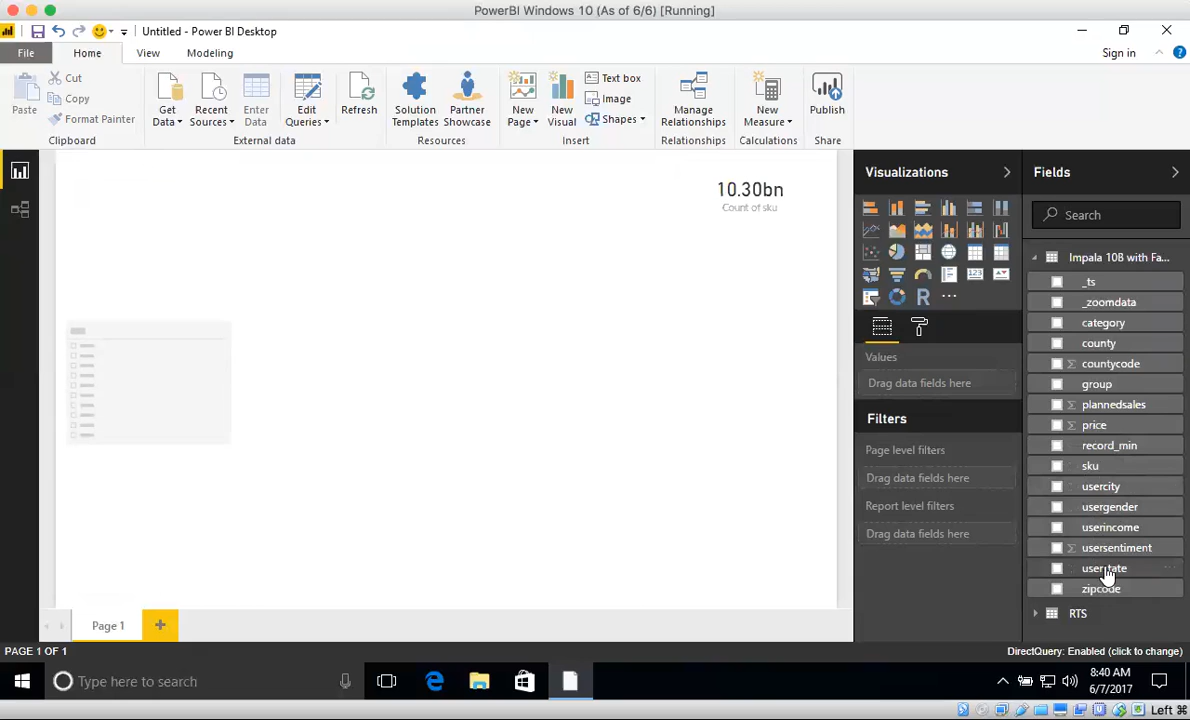 PowerBI Windows 10 (As of 6/6) [Running]
Untitled - Power BI Desktop
File Home View Modeling Sign in
Paste Cut Copy Format Painter
Get Data Recent Sources Enter Data Edit Queries Refresh
Solution Templates Partner Showcase
New Page New Visual Text box Image Shapes
Manage Relationships New Measure Publish
Clipboard External data Resources Insert Relationships Calculations Share
10.30bn
Count of sku
Visualizations
Values
Drag data fields here
Filters
Page level filters
Drag data fields here
Report level filters
Drag data fields here
Fields
Search
Impala 10B with Fa...
_ts
_zoomdata
category
county
countycode
group
plannedsales
price
record_min
sku
usercity
usergender
userincome
usersentiment
userstate
zipcode
RTS
Page 1
PAGE 1 OF 1
DirectQuery: Enabled (click to change)
Type here to search
8:40 AM
6/7/2017
Left ⌘